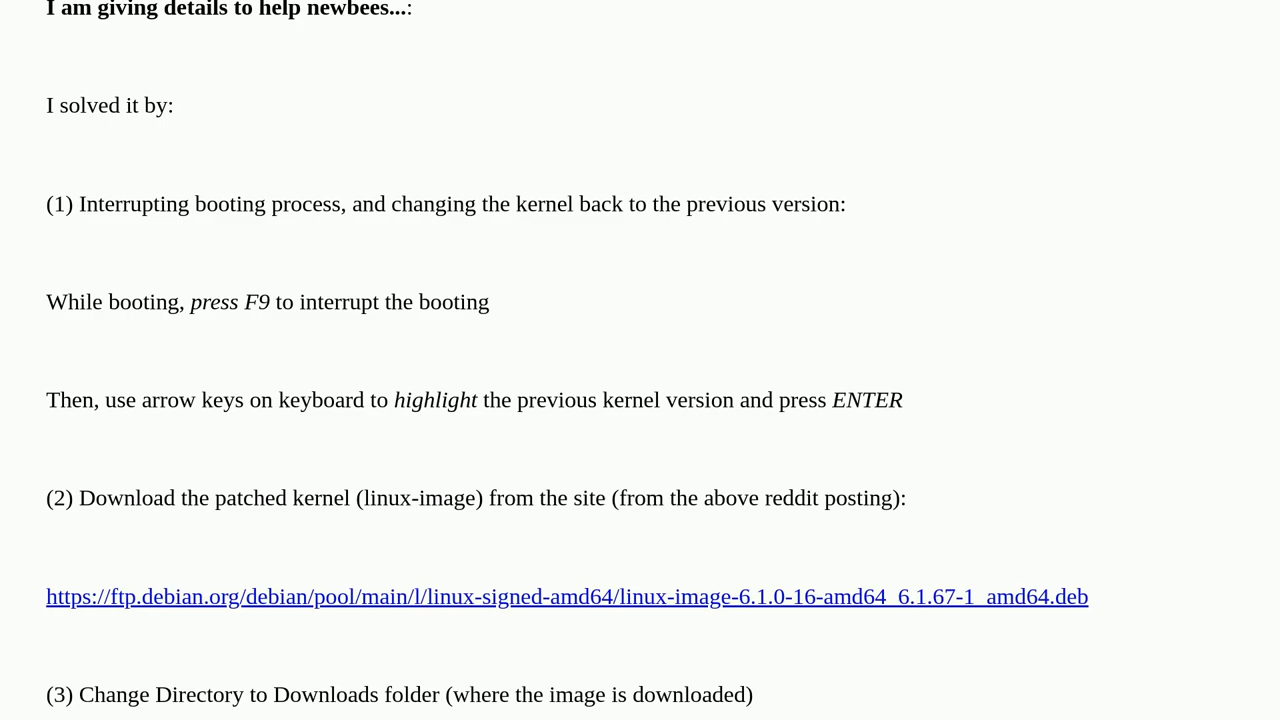 I am giving details to help newbees...:
I solved it by:
(1) Interrupting booting process, and changing the kernel back to the previous version:
While booting, press F9 to interrupt the booting
Then, use arrow keys on keyboard to highlight the previous kernel version and press ENTER
(2) Download the patched kernel (linux-image) from the site (from the above reddit posting):
https://ftp.debian.org/debian/pool/main/l/linux-signed-amd64/linux-image-6.1.0-16-amd64_6.1.67-1_amd64.deb
(3) Change Directory to Downloads folder (where the image is downloaded)